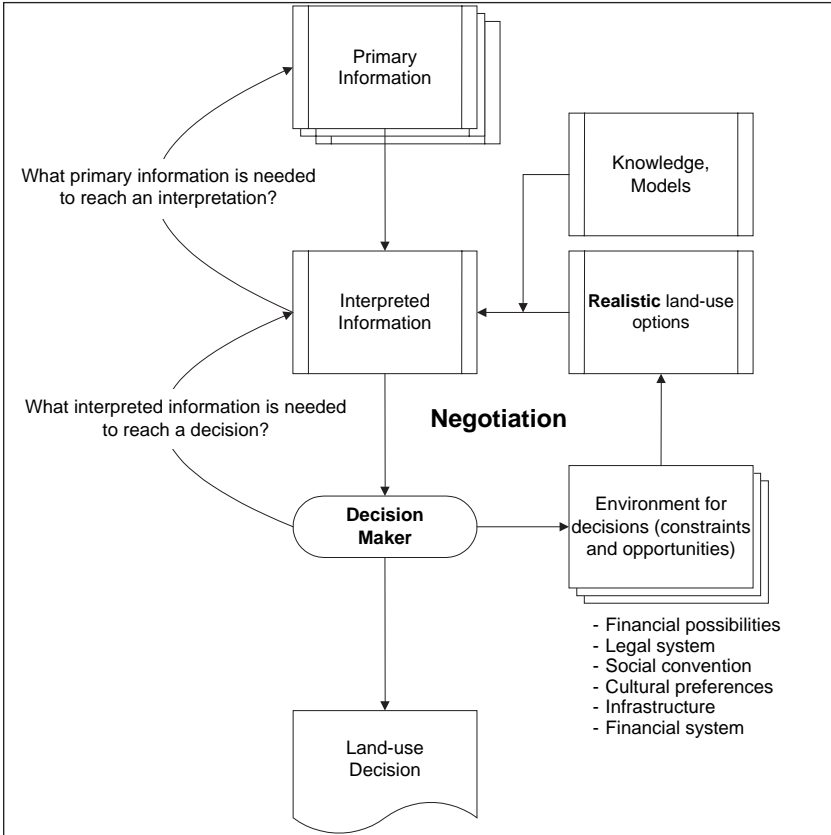 Primary
Information
What primary information is needed
to reach an interpretation?
Knowledge,
Models
Interpreted
Information
Realistic land-use
options
What interpreted information is needed
to reach a decision?
Negotiation
Decision
Maker
Environment for
decisions (constraints
and opportunities)
- Financial possibilities
- Legal system
- Social convention
- Cultural preferences
- Infrastructure
- Financial system
Land-use
Decision